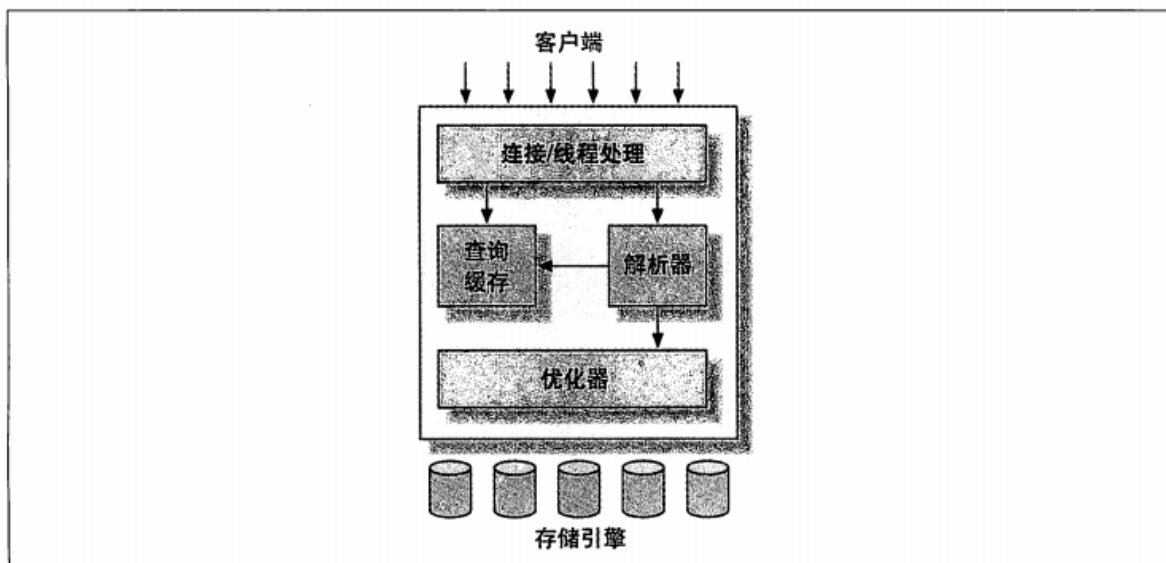 客户端
连接/线程处理
查询
缓存
解析器
优化器
存储引擎